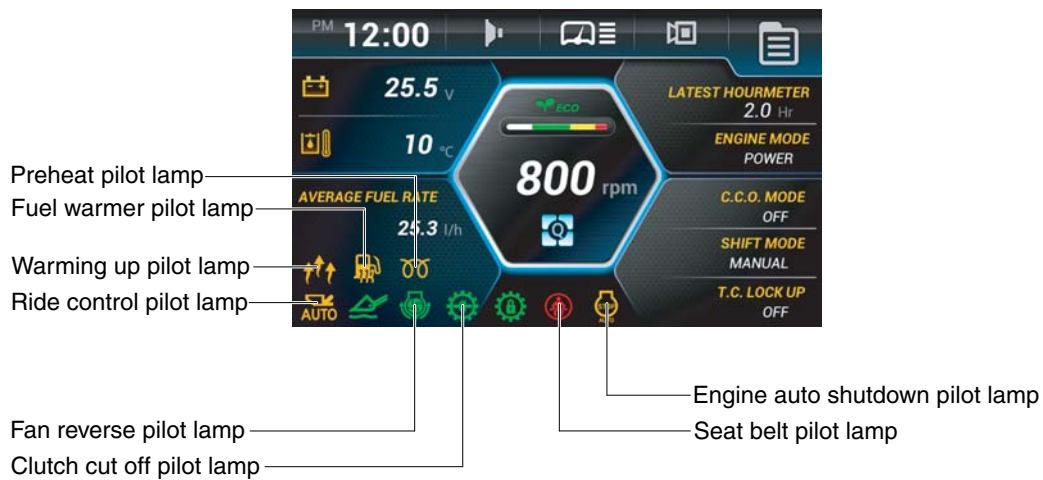 PM 12:00
25.5 V
10 °C
AVERAGE FUEL RATE
25.3 l/h
AUTO
ECO
800 rpm
Q
LATEST HOURMETER
2.0 Hr
ENGINE MODE
POWER
C.C.O. MODE
OFF
SHIFT MODE
MANUAL
T.C. LOCK UP
OFF
AUTO
Preheat pilot lamp
Fuel warmer pilot lamp
Warming up pilot lamp
Ride control pilot lamp
Fan reverse pilot lamp
Clutch cut off pilot lamp
Engine auto shutdown pilot lamp
Seat belt pilot lamp